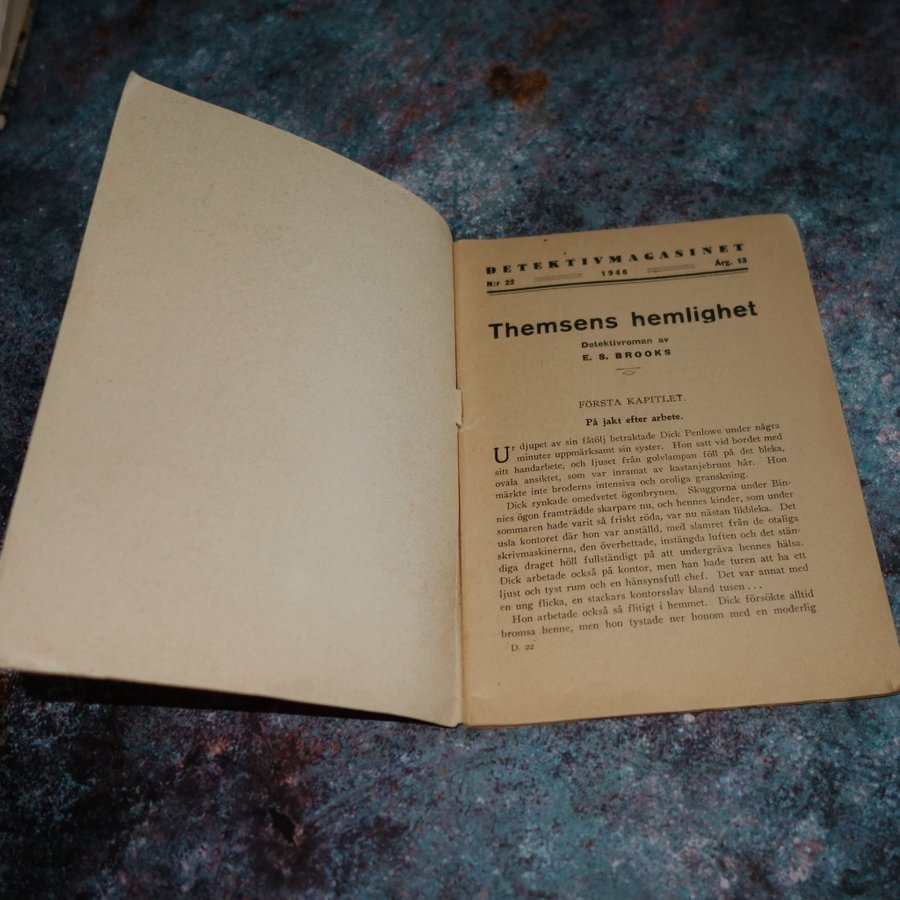 DETEKTIVMAGASINET
N:r 22 1946 Årg. 13
Themsens hemlighet
Detektivroman av
E. S. BROOKS
FÖRSTA KAPITLET.
På jakt efter arbete.
Ur djupet av sin fåtölj betraktade Dick Penlowe under några
minuter uppmärksamt sin syster. Hon satt vid bordet med
sitt handarbete, och ljuset från golvlampan föll på det bleka,
ovala ansiktet, som var inramat av kastanjebrunt hår. Hon
märkte inte broderns intensiva och oroliga granskning.
Dick rynkade omedvetet ögonbrynen. Skuggorna under Bin-
nies ögon framträdde skarpare nu, och hennes kinder, som under
sommaren hade varit så friskt röda, var nu nästan likbleka. Det
usla kontoret där hon var anställd, med slamret från de otaliga
skrivmaskinerna, den överhettade, instängda luften och det stän-
diga draget höll fullständigt på att undergräva hennes hälsa.
Dick arbetade också på kontor, men han hade turen att ha ett
ljust och tyst rum och en hänsynsfull chef. Det var annat med
en ung flicka, en stackars kontorsslav bland tusen . . .
Hon arbetade också så flitigt i hemmet. Dick försökte alltid
bromsa henne, men hon tystade ner honom med en moderlig
D. 22